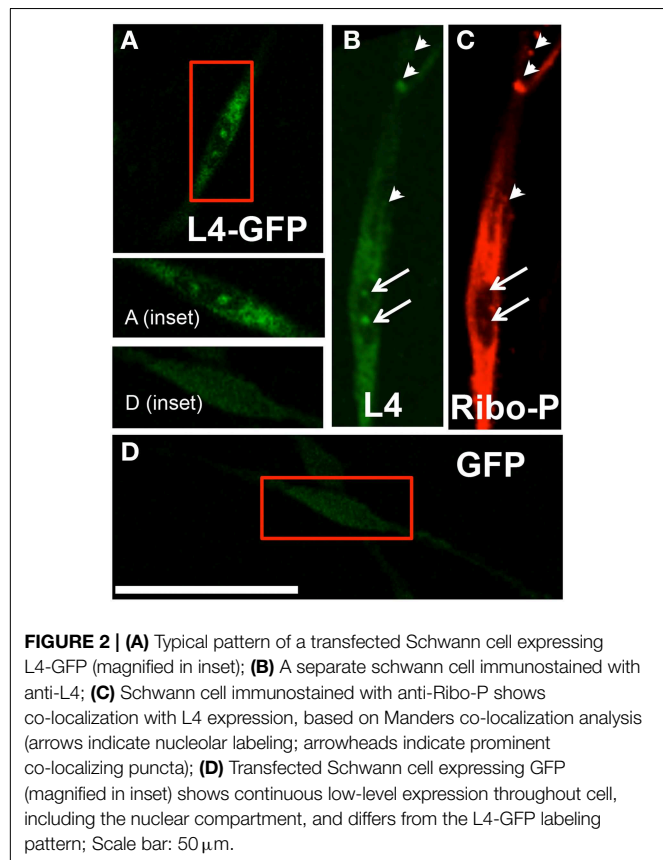 A
B
C
L4-GFP
A (inset)
D (inset)
L4
Ribo-P
D
GFP
FIGURE 2 | (A) Typical pattern of a transfected Schwann cell expressing
L4-GFP (magnified in inset); (B) A separate schwann cell immunostained with
anti-L4; (C) Schwann cell immunostained with anti-Ribo-P shows
co-localization with L4 expression, based on Manders co-localization analysis
(arrows indicate nucleolar labeling; arrowheads indicate prominent
co-localizing puncta); (D) Transfected Schwann cell expressing GFP
(magnified in inset) shows continuous low-level expression throughout cell,
including the nuclear compartment, and differs from the L4-GFP labeling
pattern; Scale bar: 50 μm.